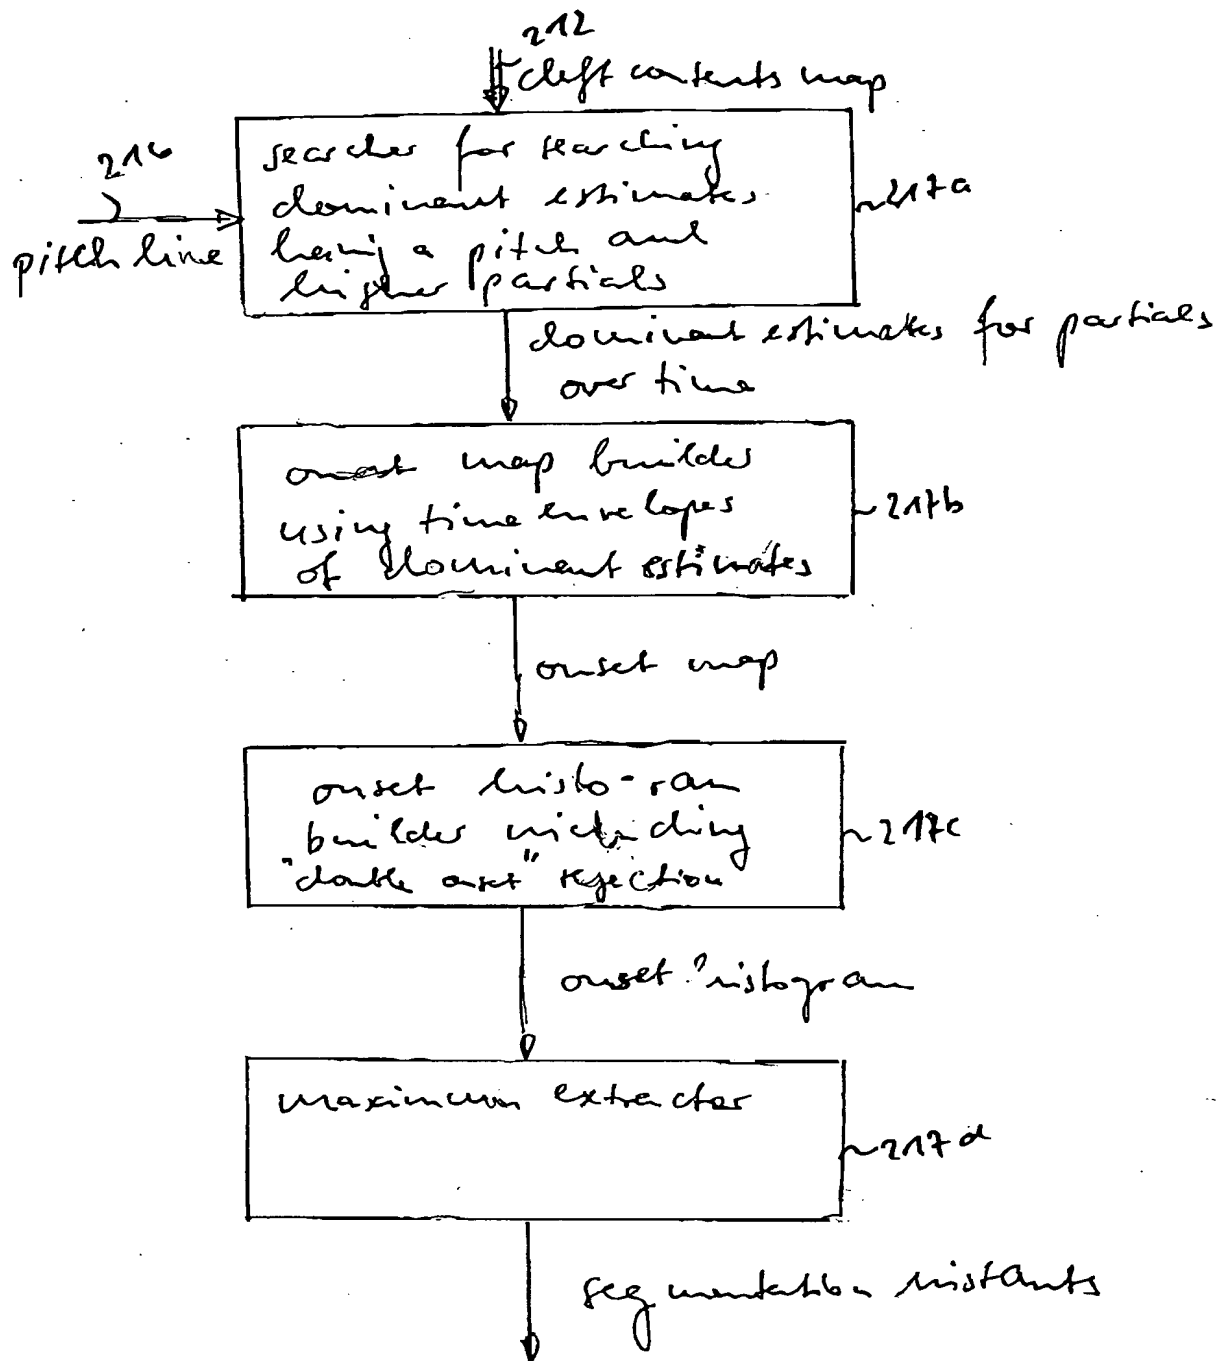 212
cleft contents map
216
pitch line
searcher for searching
dominant estimates
having a pitch and
higher partials
217a
dominant estimates for partials
over time
onset map builder
using time envelopes
of dominant estimates
217b
onset map
onset histogram
builder including
"double onset" rejection
217c
onset histogram
maximum extractor
217d
segmentation instants